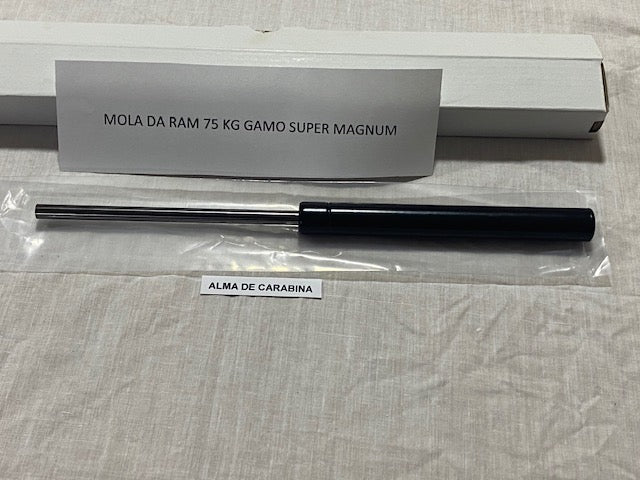 MOLA DA RAM 75 KG GAMO SUPER MAGNUM
ALMA DE CARABINA